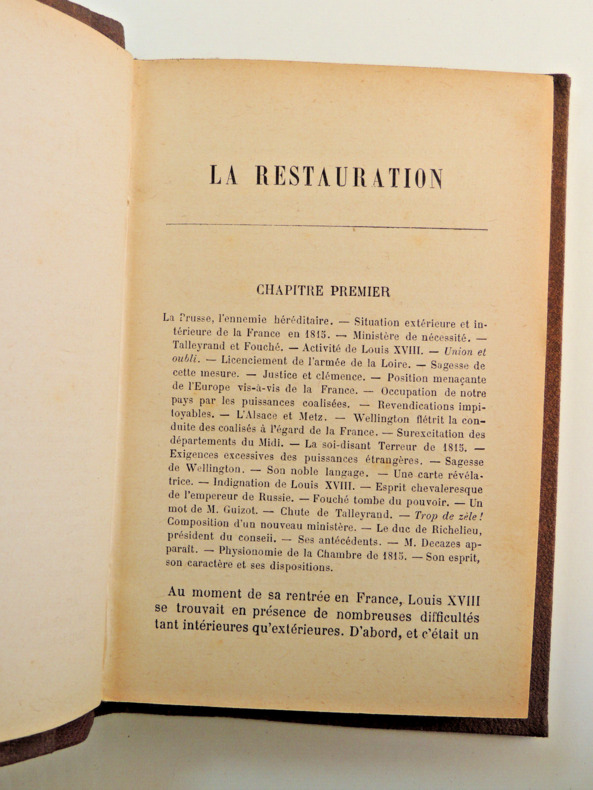 LA RESTAURATION
CHAPITRE PREMIER
La Prusse, l'ennemie héréditaire. — Situation extérieure et in-
térieure de la France en 1815. — Ministère de nécessité. —
Talleyrand et Fouché. — Activité de Louis XVIII. — Union et
oubli. — Licenciement de l'armée de la Loire. — Sagesse de
cette mesure. — Justice et clémence. — Position menaçante
de l'Europe vis-à-vis de la France. — Occupation de notre
pays par les puissances coalisées. — Revendications impi-
toyables. — L'Alsace et Metz. — Wellington flétrit la con-
duite des coalisés à l'égard de la France. — Surexcitation des
départements du Midi. — La soi-disant Terreur de 1815. —
Exigences excessives des puissances étrangères. — Sagesse
de Wellington. — Son noble langage. — Une carte révéla-
trice. — Indignation de Louis XVIII. — Esprit chevaleresque
de l'empereur de Russie. — Fouché tombe du pouvoir. — Un
mot de M. Guizot. — Chute de Talleyrand. — Trop de zèle !
Composition d'un nouveau ministère. — Le duc de Richelieu,
président du conseil. — Ses antécédents. — M. Decazes ap-
paraît. — Physionomie de la Chambre de 1815. — Son esprit,
son caractère et ses dispositions.
Au moment de sa rentrée en France, Louis XVIII
se trouvait en présence de nombreuses difficultés
tant intérieures qu'extérieures. D'abord, et c'était un